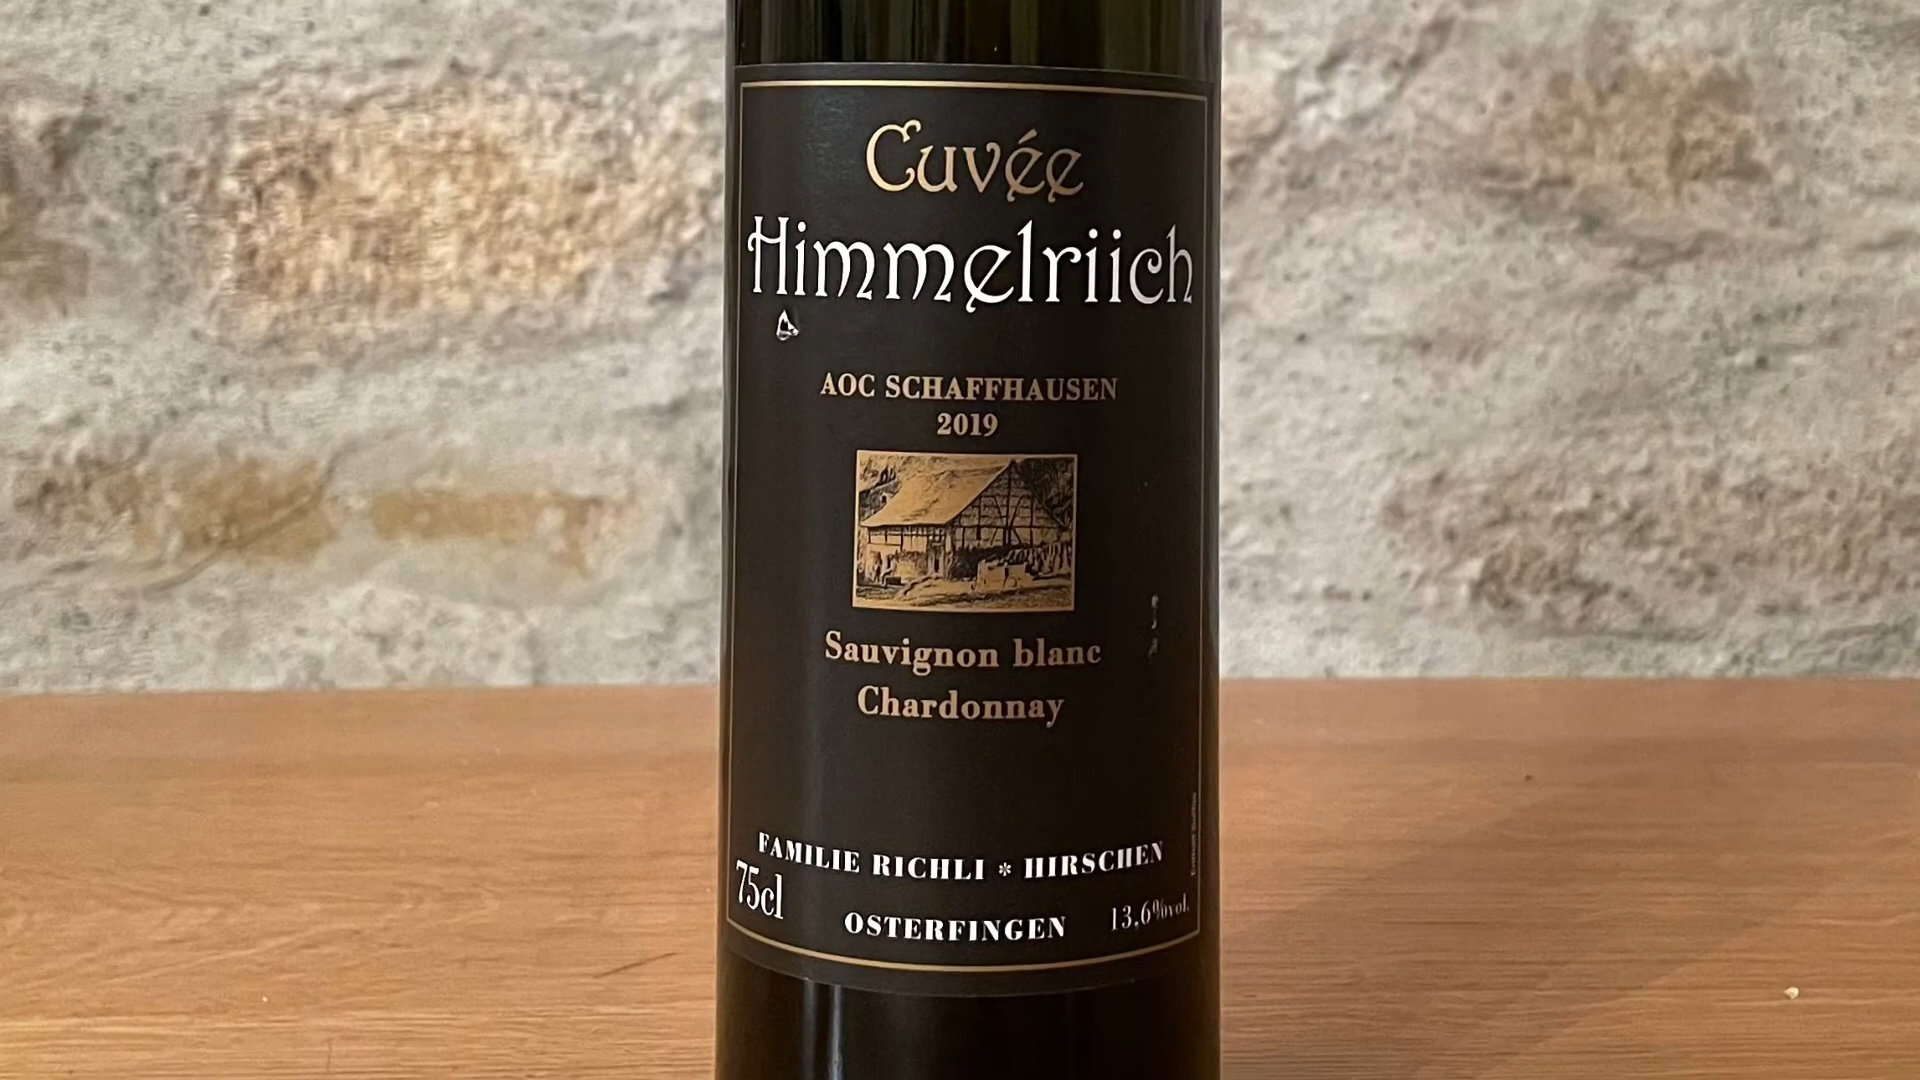 Cuvée
Himmelriich
AOC SCHAFFHAUSEN
2019
Sauvignon blanc
Chardonnay
FAMILIE RICHLI * HIRSCHEN
75cl
OSTERFINGEN
13,6%vol.